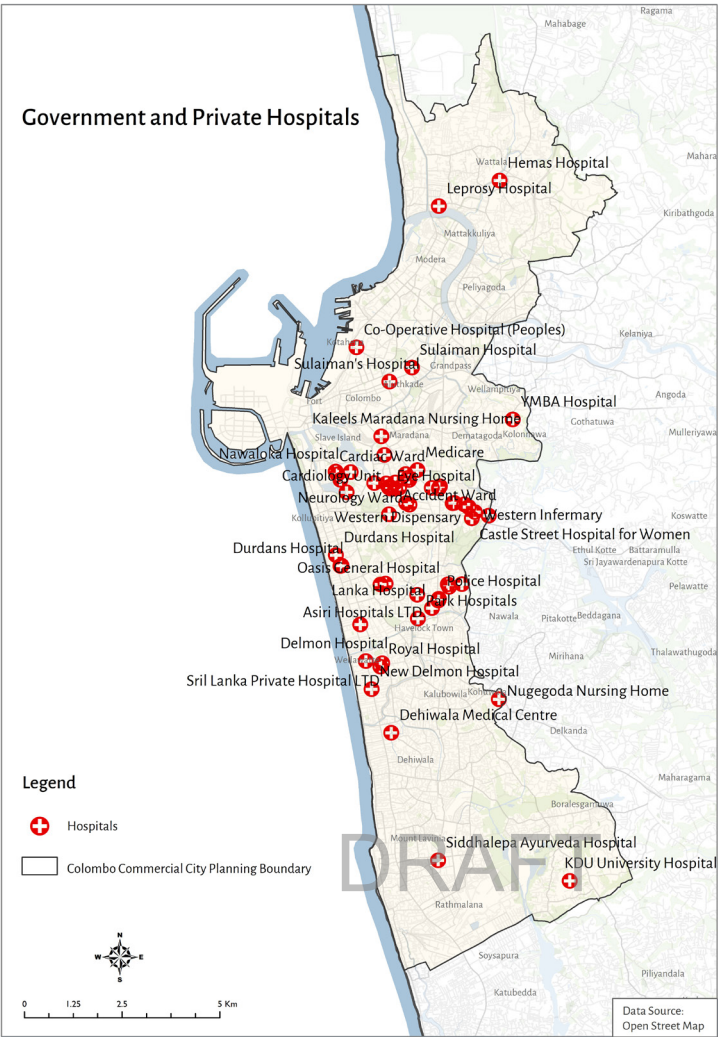 Ragama
Mahabage
Government and Private Hospitals
Mahara
Wattala
Hemas Hospital
Leprosy Hospital
Kiribathgoda
Mattakkuliya
Modera
Peliyagoda
Co-Operative Hospital (Peoples)
Kelaniya
Sulaiman Hospital
Sulaiman's Hospital
Grandpass
Wellampitiya
Angoda
Fort
Colombo
YMBA Hospital
Kaleels Maradana Nursing Home
Gothatuwa
Slave Island
Maradana
Dematagoda
Kolonnawa
Mulleriyawa
Nawaloka Hospital
Cardiac Ward
Medicare
Cardiology Unit
Eye Hospital
Neurology Ward
Accident Ward
Kollupitiya
Western Dispensary
Western Infermary
Koswatte
Durdans Hospital
Castle Street Hospital for Women
Durdans Hospital
Ethul Kotte
Battaramulla
Sri Jayawardenapura Kotte
Oasis General Hospital
Police Hospital
Pelawatte
Lanka Hospital
Park Hospitals
Asiri Hospitals LTD
Nawala
Pitakotte
Beddagana
Havelock Town
Delmon Hospital
Royal Hospital
Mirihana
Thalawathugoda
New Delmon Hospital
Sril Lanka Private Hospital LTD
Kalubowila
Nugegoda Nursing Home
Dehiwala Medical Centre
Delkanda
Dehiwala
Legend
Maharagama
Boralesgamuwa
Hospitals
Mount Lavinia
Siddhalepa Ayurveda Hospital
DRAFT
KDU University Hospital
Colombo Commercial City Planning Boundary
Rathmalana
N
W
E
S
Soysapura
Piliyandala
Katubedda
0 1.25 2.5 5 Km
Data Source:
Open Street Map